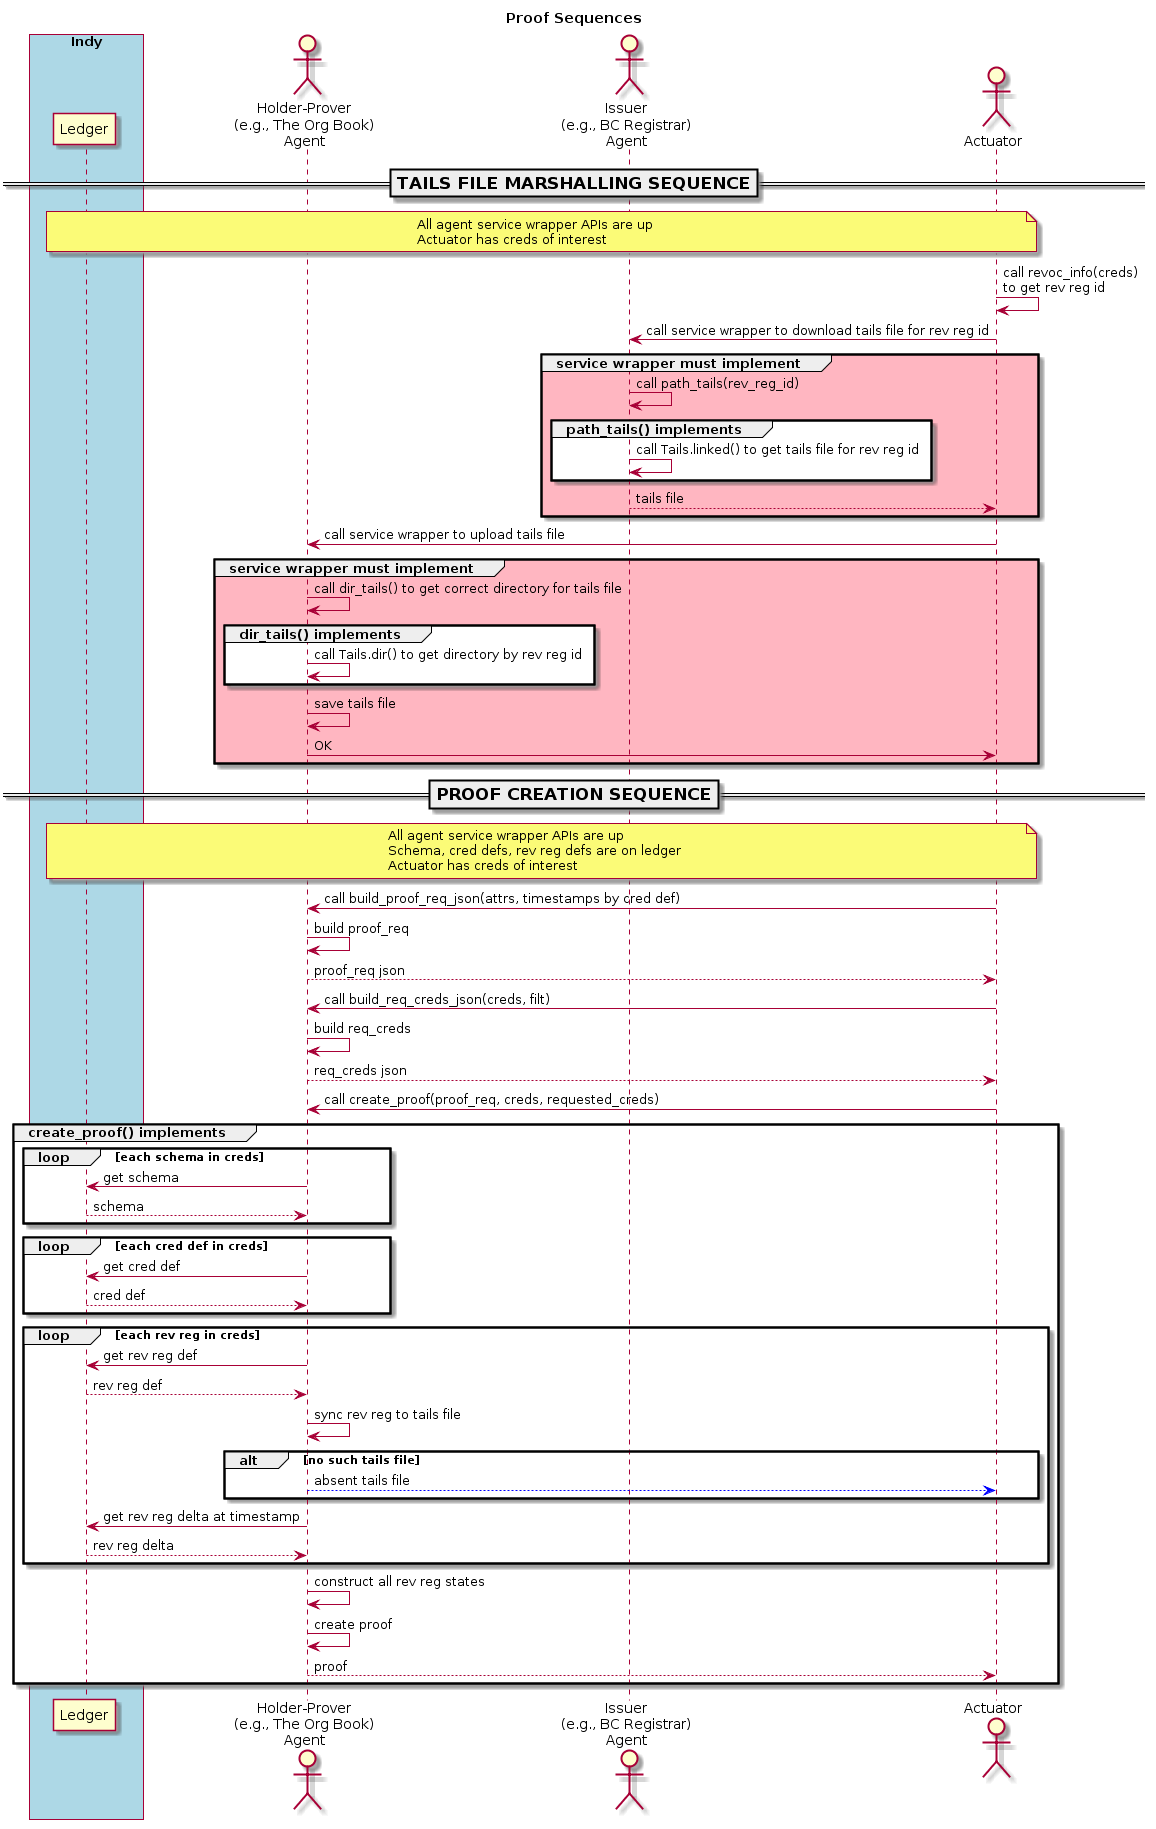 Proof Sequences
Indy
Ledger
Holder-Prover
(e.g., The Org Book)
Agent
Issuer
(e.g., BC Registrar)
Agent
Actuator
TAILS FILE MARSHALLING SEQUENCE
All agent service wrapper APIs are up
Actuator has creds of interest
call revoc_info(creds)
to get rev reg id
call service wrapper to download tails file for rev reg id
service wrapper must implement
call path_tails(rev_reg_id)
path_tails() implements
call Tails.linked() to get tails file for rev reg id
tails file
call service wrapper to upload tails file
service wrapper must implement
call dir_tails() to get correct directory for tails file
dir_tails() implements
call Tails.dir() to get directory by rev reg id
save tails file
OK
PROOF CREATION SEQUENCE
All agent service wrapper APIs are up
Schema, cred defs, rev reg defs are on ledger
Actuator has creds of interest
call build_proof_req_json(attrs, timestamps by cred def)
build proof_req
proof_req json
call build_req_creds_json(creds, filt)
build req_creds
req_creds json
call create_proof(proof_req, creds, requested_creds)
create_proof() implements
loop [each schema in creds]
get schema
schema
loop [each cred def in creds]
get cred def
cred def
loop [each rev reg in creds]
get rev reg def
rev reg def
sync rev reg to tails file
alt [no such tails file]
absent tails file
get rev reg delta at timestamp
rev reg delta
construct all rev reg states
create proof
proof
Ledger
Holder-Prover
(e.g., The Org Book)
Agent
Issuer
(e.g., BC Registrar)
Agent
Actuator